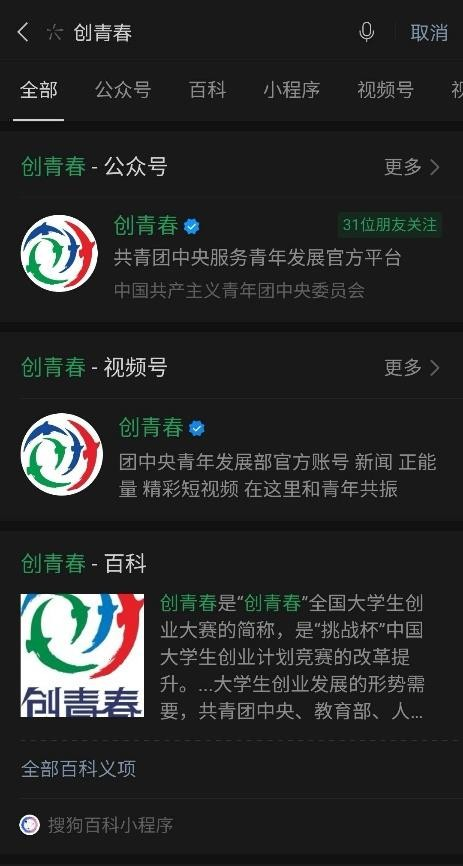 创青春
取消
全部 公众号 百科 小程序 视频号
创青春 - 公众号 更多
创青春 31位朋友关注
共青团中央服务青年发展官方平台
中国共产主义青年团中央委员会
创青春 - 视频号 更多
创青春
团中央青年发展部官方账号 新闻 正能
量 精彩短视频 在这里和青年共振
创青春 - 百科
创青春
创青春是“创青春”全国大学生创
业大赛的简称，是“挑战杯”中国
大学生创业计划竞赛的改革提
升。...大学生创业发展的形势需
要，共青团中央、教育部、人...
全部百科义项
搜狗百科小程序